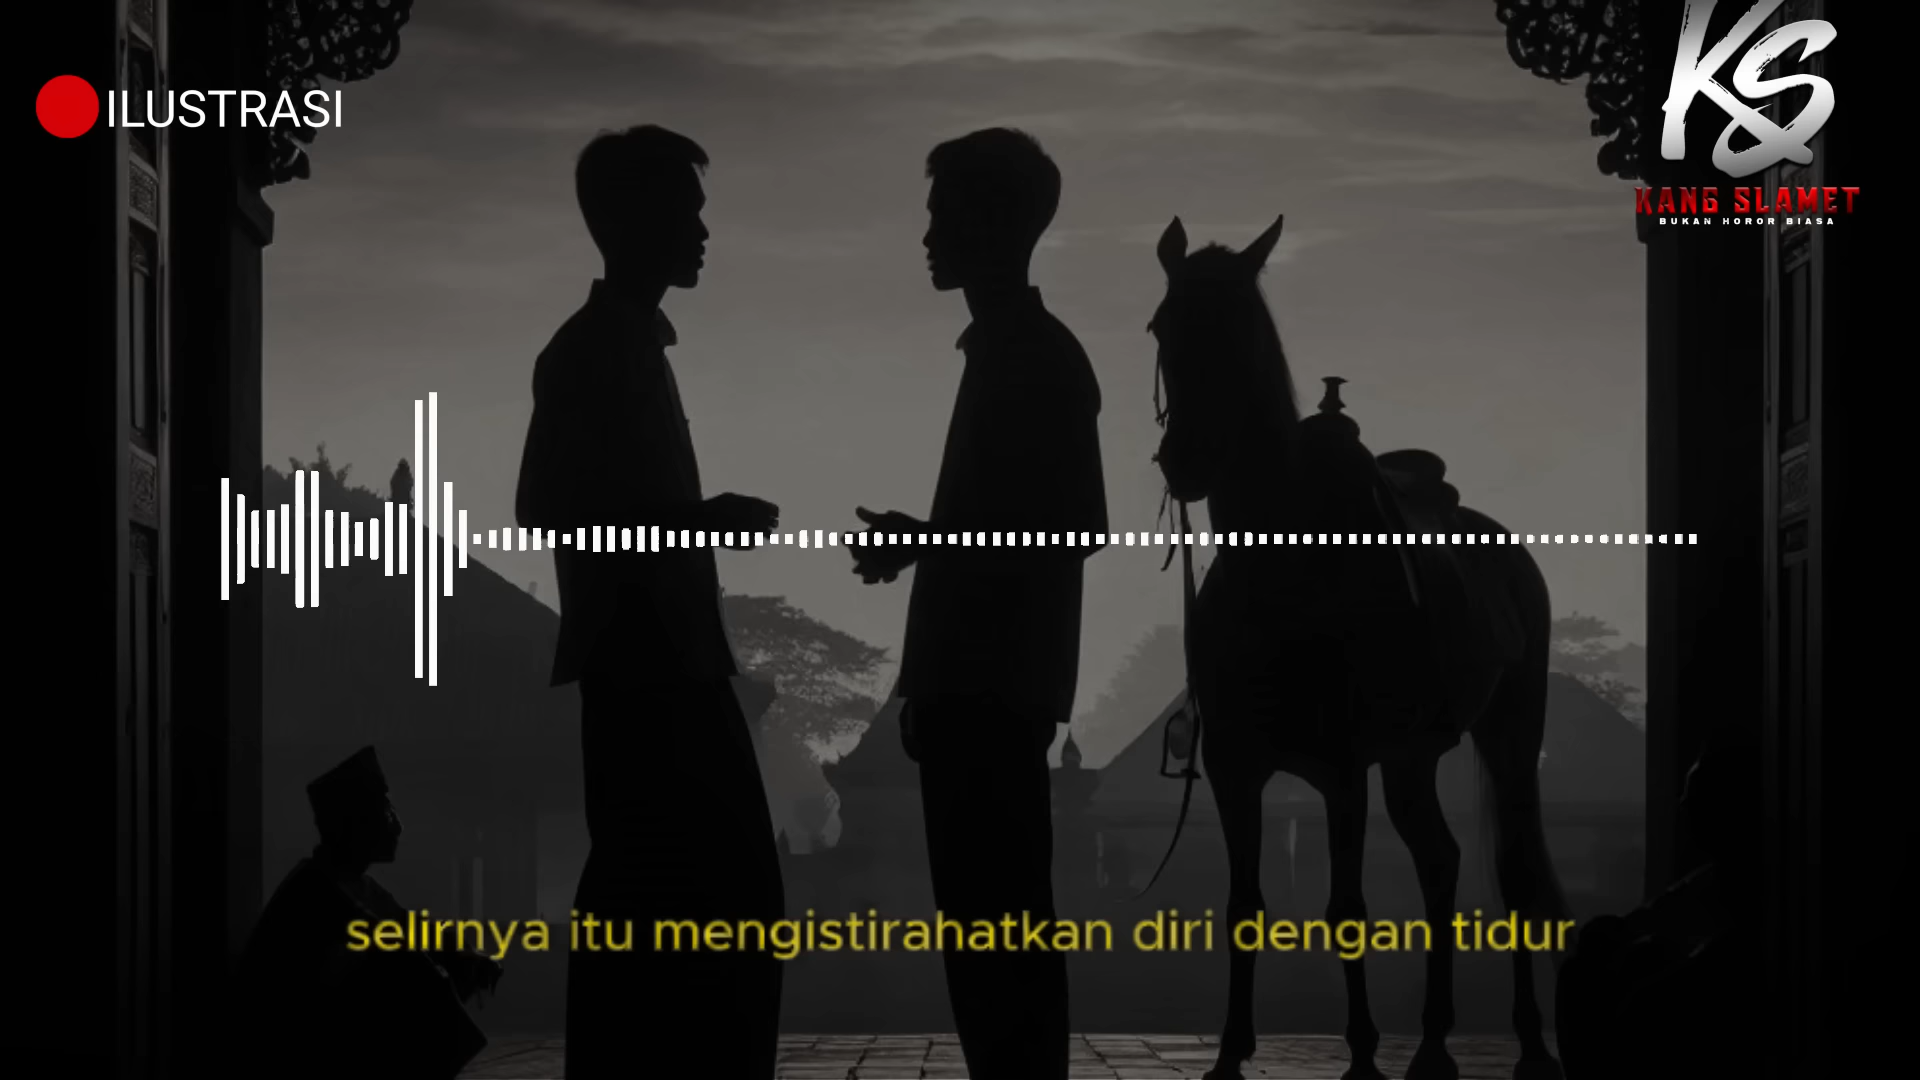 ILUSTRASI
KS
KANG SLAMET
BUKAN HOROR BIASA
selirnya itu mengistirahatkan diri dengan tidur